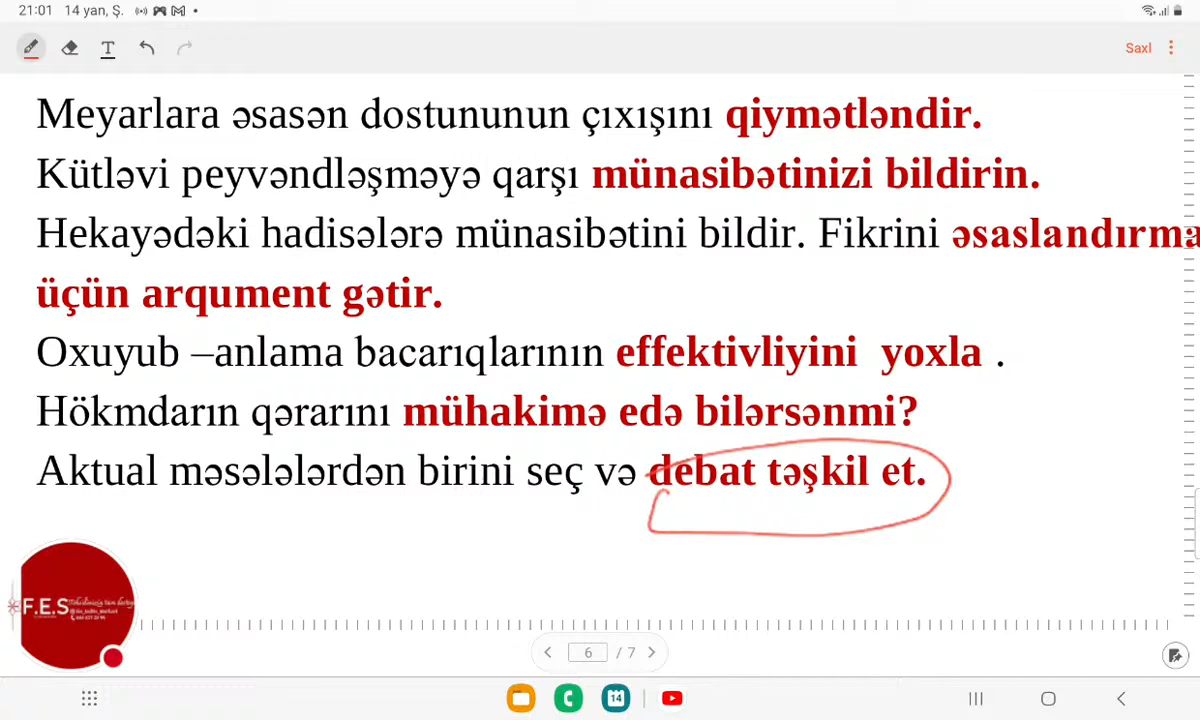 21:01 14 yan, Ş.
Saxl
Meyarlara əsasən dostununun çıxışını qiymətləndir.
Kütləvi peyvəndləşməyə qarşı münasibətinizi bildirin.
Hekayədəki hadisələrə münasibətini bildir. Fikrini əsaslandırma
üçün arqument gətir.
Oxuyub –anlama bacarıqlarının effektivliyini yoxla .
Hökmdarın qərarını mühakimə edə bilərsənmi?
Aktual məsələlərdən birini seç və debat təşkil et.
F.E.S
6 / 7
14